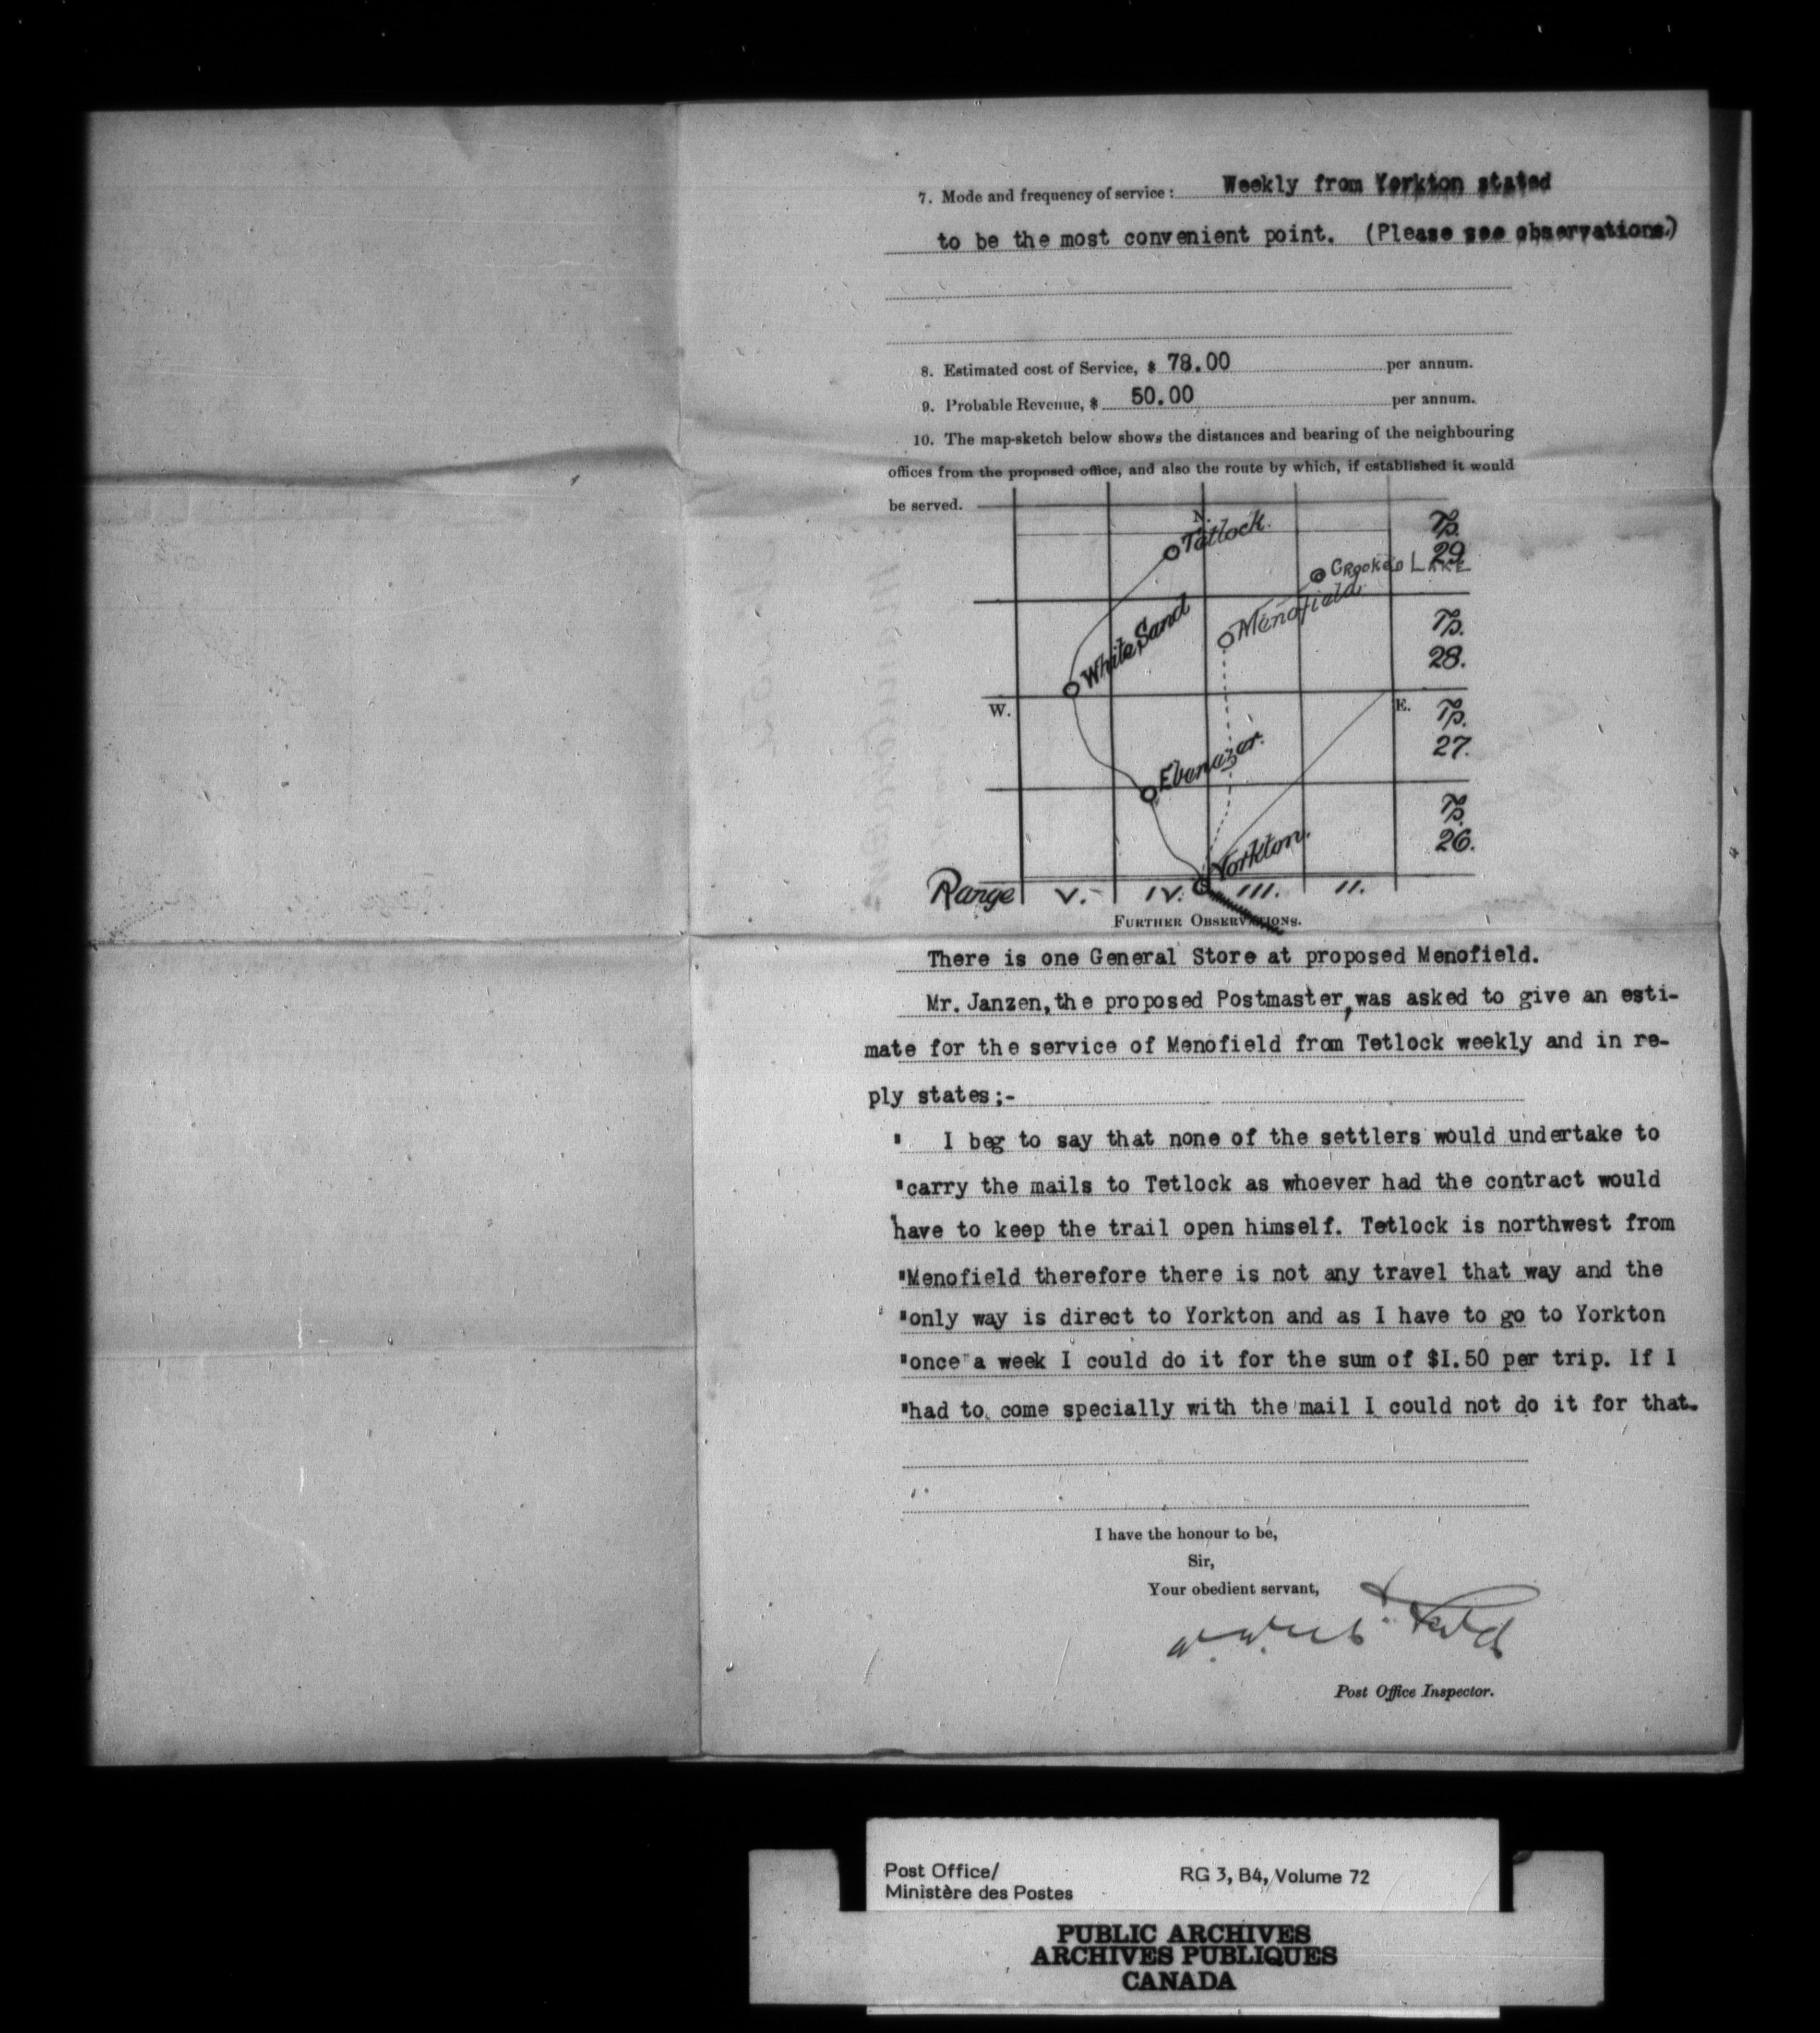 7. Mode and frequency of service: Weekly from Yorkton stated
to be the most convenient point. (Please see observations.)
8. Estimated cost of Service, $ 78.00 per annum.
9. Probable Revenue, $ 50.00 per annum.
10. The map-sketch below shows the distances and bearing of the neighbouring
offices from the proposed office, and also the route by which, if established it would
be served.
N.
Tetlock.
Tp.
29
Crooked Lake
Menofield
White Sand
Tp.
28.
W.
E.
Tp.
27.
Ebenezer.
Tp.
26.
Yorkton.
Range V. IV. III. II.
Further Observations.
There is one General Store at proposed Menofield.
Mr. Janzen, the proposed Postmaster, was asked to give an esti-
mate for the service of Menofield from Tetlock weekly and in re-
ply states;-
" I beg to say that none of the settlers would undertake to
"carry the mails to Tetlock as whoever had the contract would
"have to keep the trail open himself. Tetlock is northwest from
"Menofield therefore there is not any travel that way and the
"only way is direct to Yorkton and as I have to go to Yorkton
"once a week I could do it for the sum of $1.50 per trip. If I
"had to come specially with the mail I could not do it for that.
I have the honour to be,
Sir,
Your obedient servant,
Post Office Inspector.
Post Office/ RG 3, B4, Volume 72
Ministère des Postes
PUBLIC ARCHIVES
ARCHIVES PUBLIQUES
CANADA